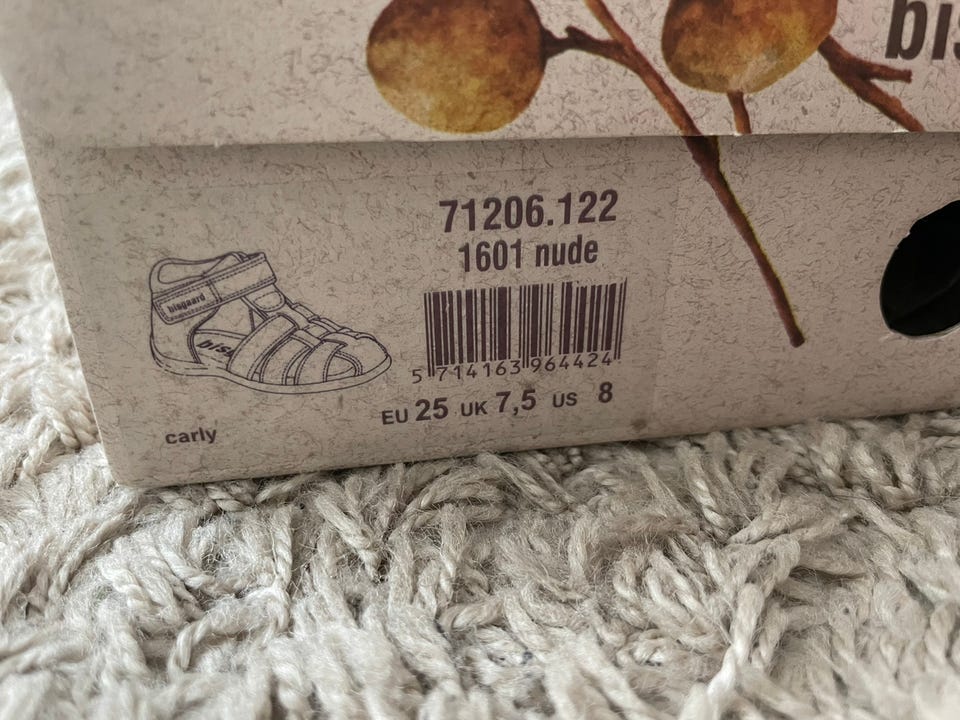 71206.122
1601 nude
bisgaard
5 714163 964424
EU 25 UK 7,5 US 8
carly